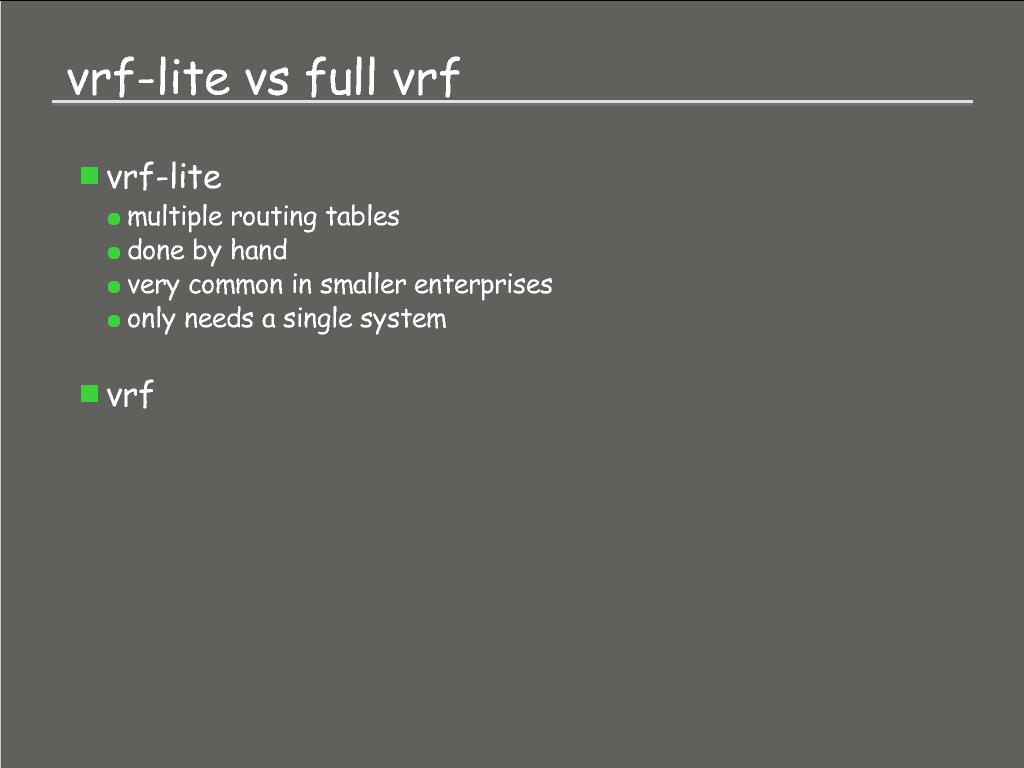 vrf-lite vs full vrf
vrf-lite
multiple routing tables
done by hand
very common in smaller enterprises
only needs a single system
vrf